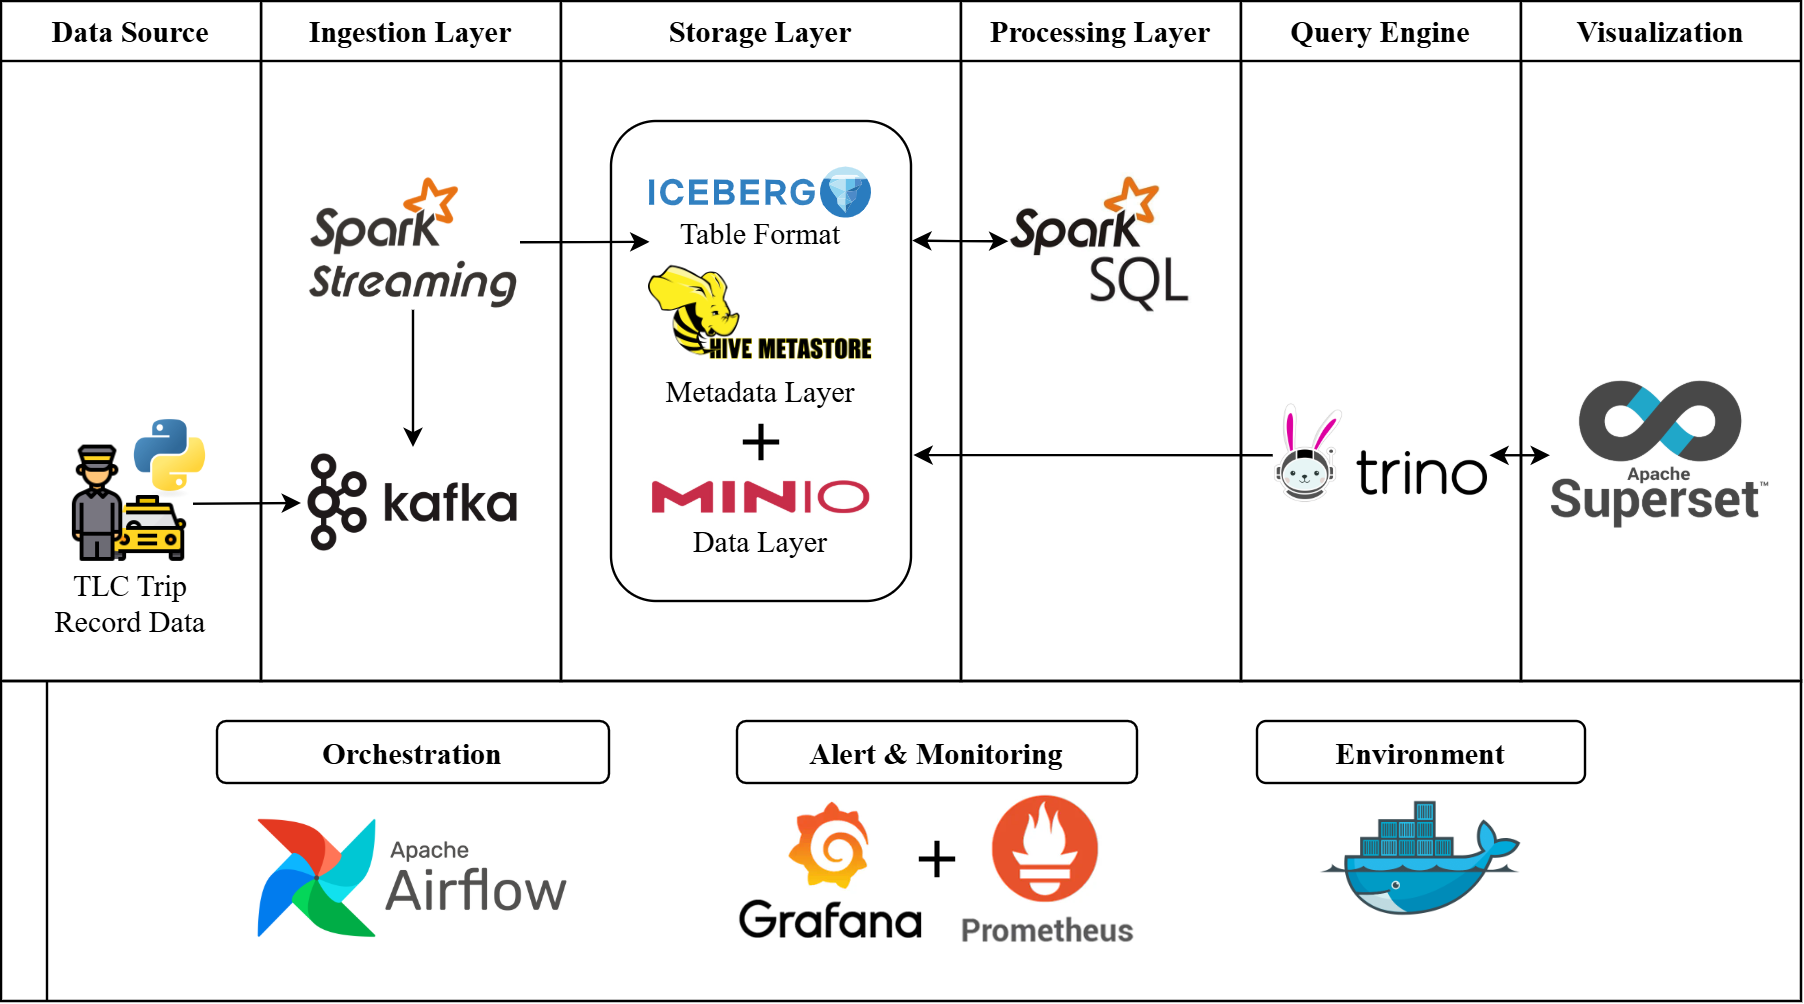 Data Source
Ingestion Layer
Storage Layer
Processing Layer
Query Engine
Visualization
Spark
Streaming
kafka
TLC Trip
Record Data
ICEBERG
Table Format
HIVE METASTORE
Metadata Layer
+
MINIO
Data Layer
Spark
SQL
trino
Apache
Superset™
Orchestration
Alert & Monitoring
Environment
Apache
Airflow
Grafana
+
Prometheus